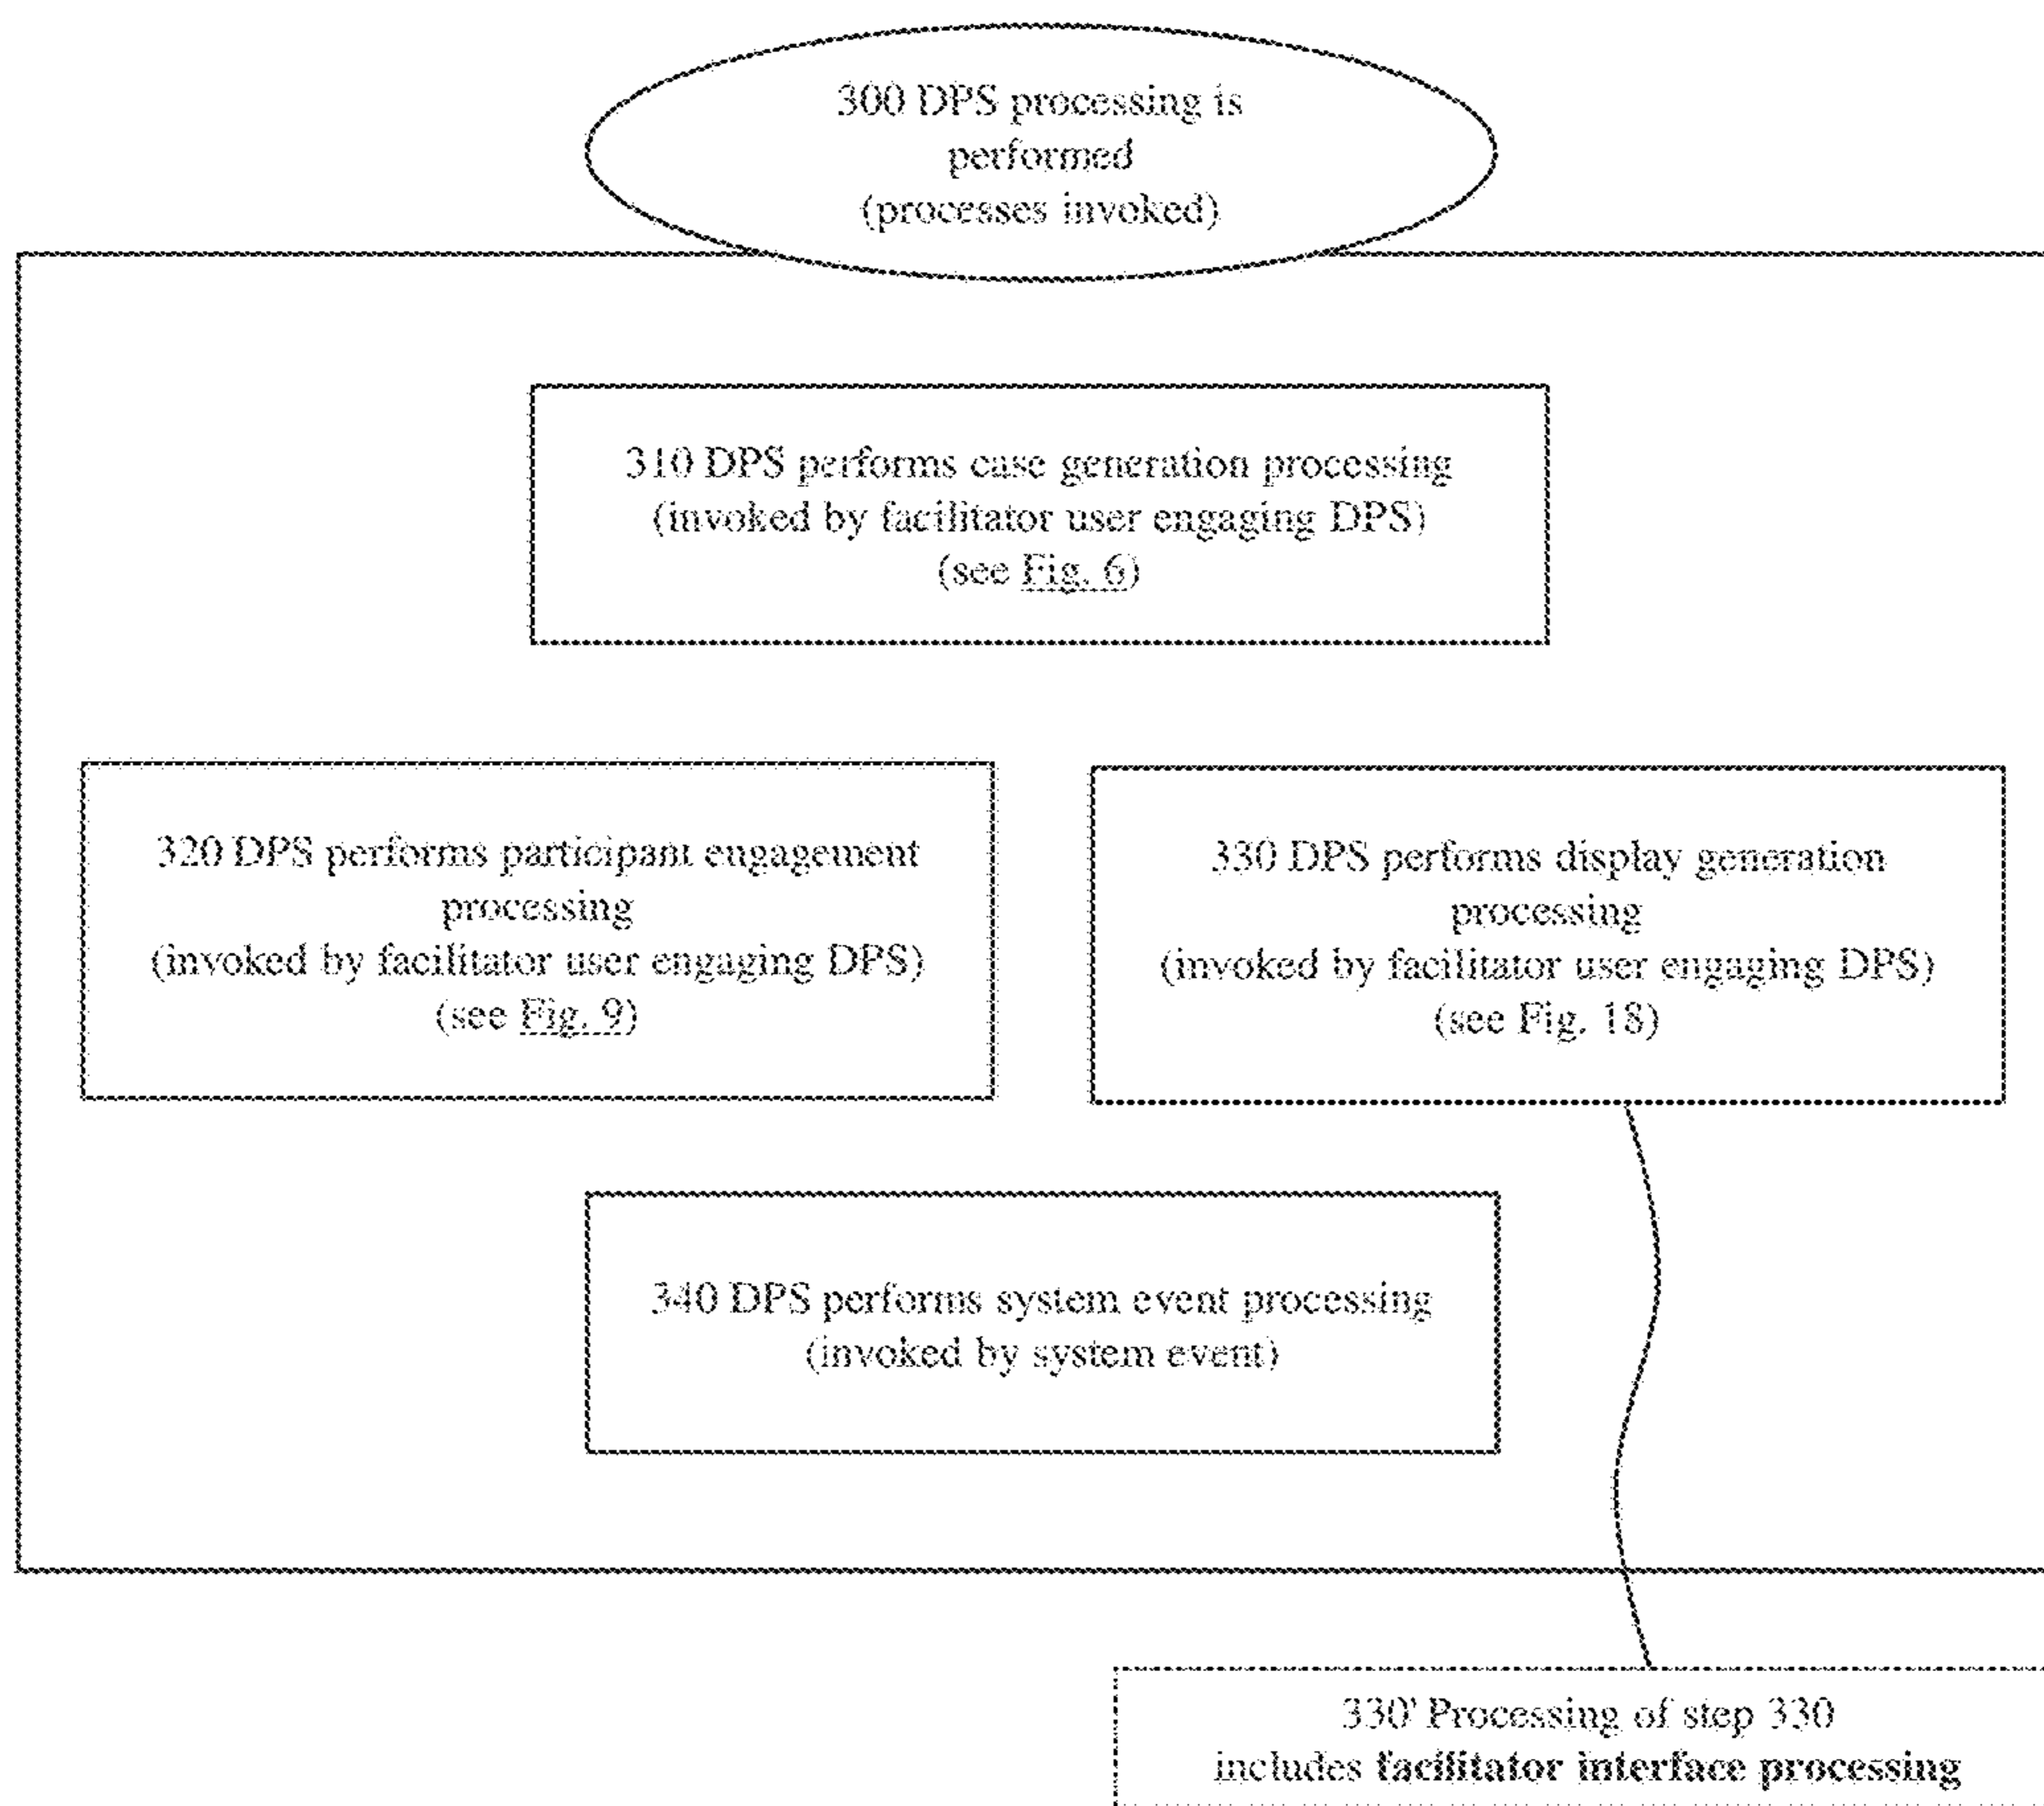 300 DPS processing is
performed
(processes invoked)
310 DPS performs case generation processing
(invoked by facilitator user engaging DPS)
(see Fig. 6)
320 DPS performs participant engagement
processing
(invoked by facilitator user engaging DPS)
(see Fig. 9)
330 DPS performs display generation
processing
(invoked by facilitator user engaging DPS)
(see Fig. 18)
340 DPS performs system event processing
(invoked by system event)
330' Processing of step 330
includes facilitator interface processing